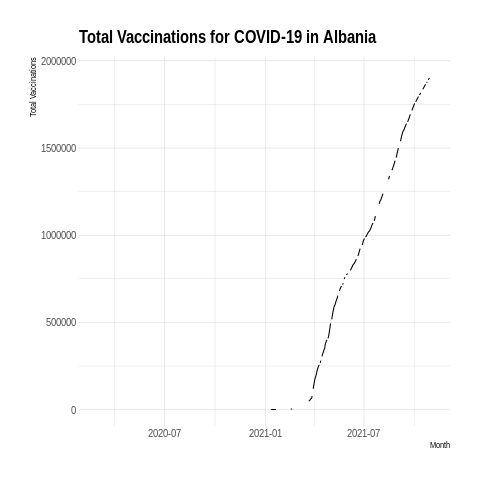 Total Vaccinations for COVID-19 in Albania
Total Vaccinations
2000000
1500000
1000000
500000
0
2020-07
2021-01
2021-07
Month